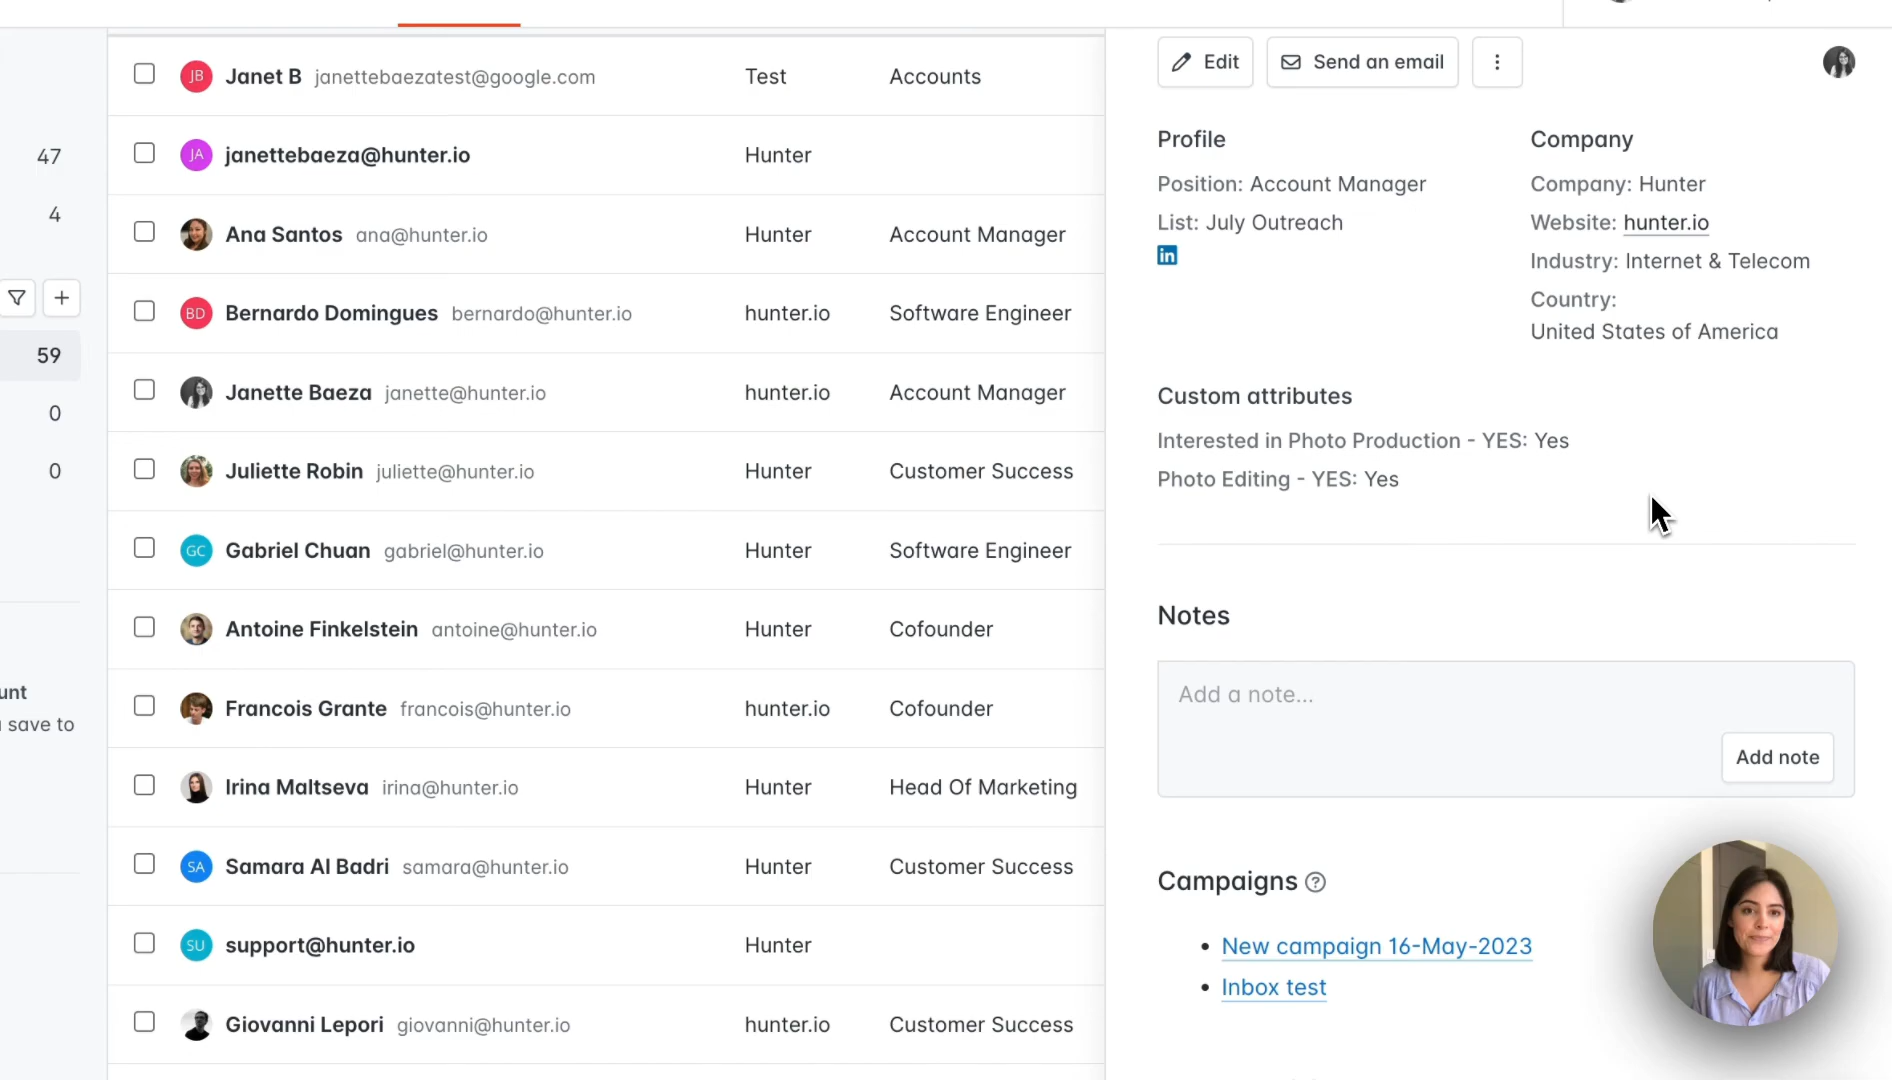 47
4
59
0
0
unt
save to
JB Janet B janettebaezatest@google.com Test Accounts
JA janettebaeza@hunter.io Hunter
Ana Santos ana@hunter.io Hunter Account Manager
BD Bernardo Domingues bernardo@hunter.io hunter.io Software Engineer
Janette Baeza janette@hunter.io hunter.io Account Manager
Juliette Robin juliette@hunter.io Hunter Customer Success
GC Gabriel Chuan gabriel@hunter.io Hunter Software Engineer
Antoine Finkelstein antoine@hunter.io Hunter Cofounder
Francois Grante francois@hunter.io hunter.io Cofounder
Irina Maltseva irina@hunter.io Hunter Head Of Marketing
SA Samara Al Badri samara@hunter.io Hunter Customer Success
SU support@hunter.io Hunter
Giovanni Lepori giovanni@hunter.io hunter.io Customer Success
Edit Send an email
Profile
Position: Account Manager
List: July Outreach
in
Company
Company: Hunter
Website: hunter.io
Industry: Internet & Telecom
Country:
United States of America
Custom attributes
Interested in Photo Production - YES: Yes
Photo Editing - YES: Yes
Notes
Add a note...
Add note
Campaigns ?
• New campaign 16-May-2023
• Inbox test